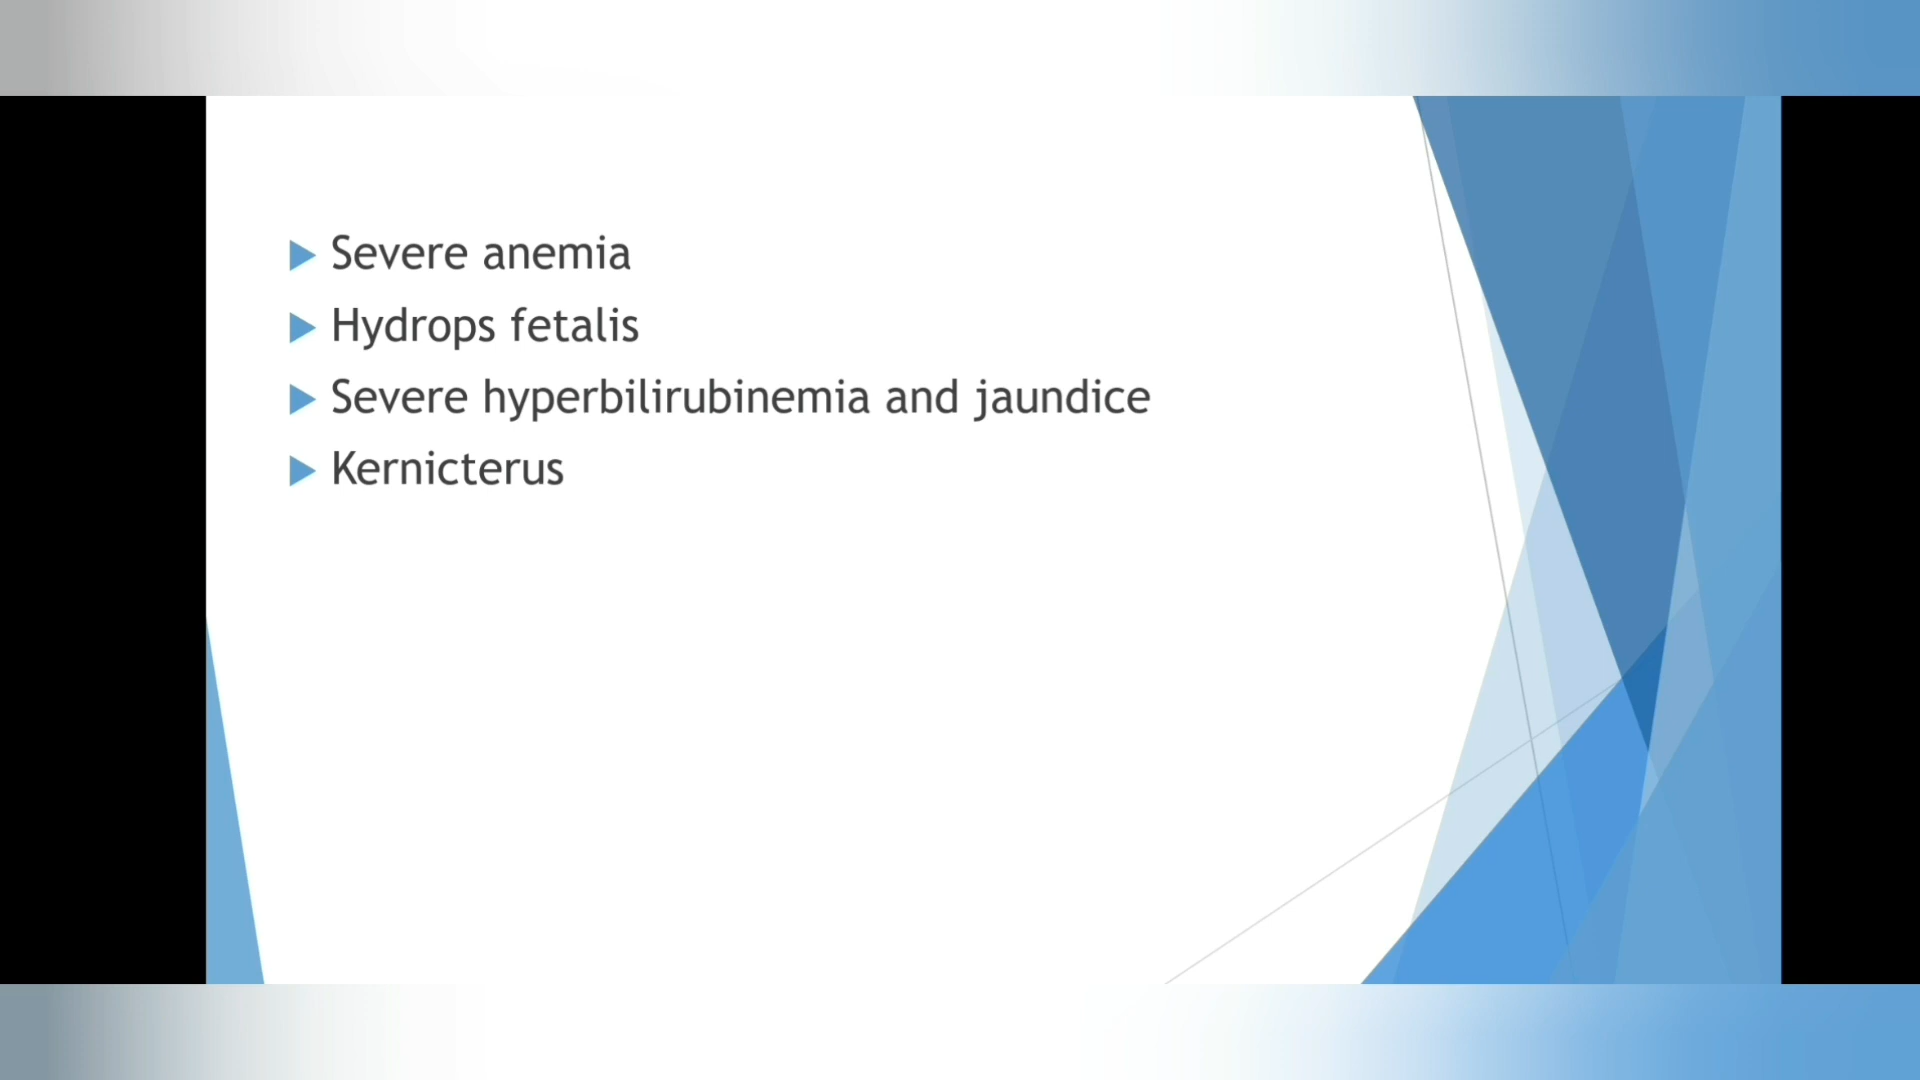 Severe anemia
Hydrops fetalis
Severe hyperbilirubinemia and jaundice
Kernicterus